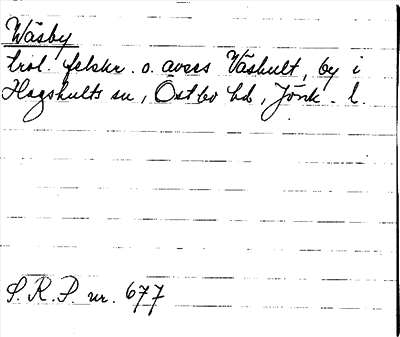 Wäsby
trol. felskr. o. avses Väshult, by i
Hagshults sn, Östbo hd, Jönk. l.
S. R. P. nr. 677